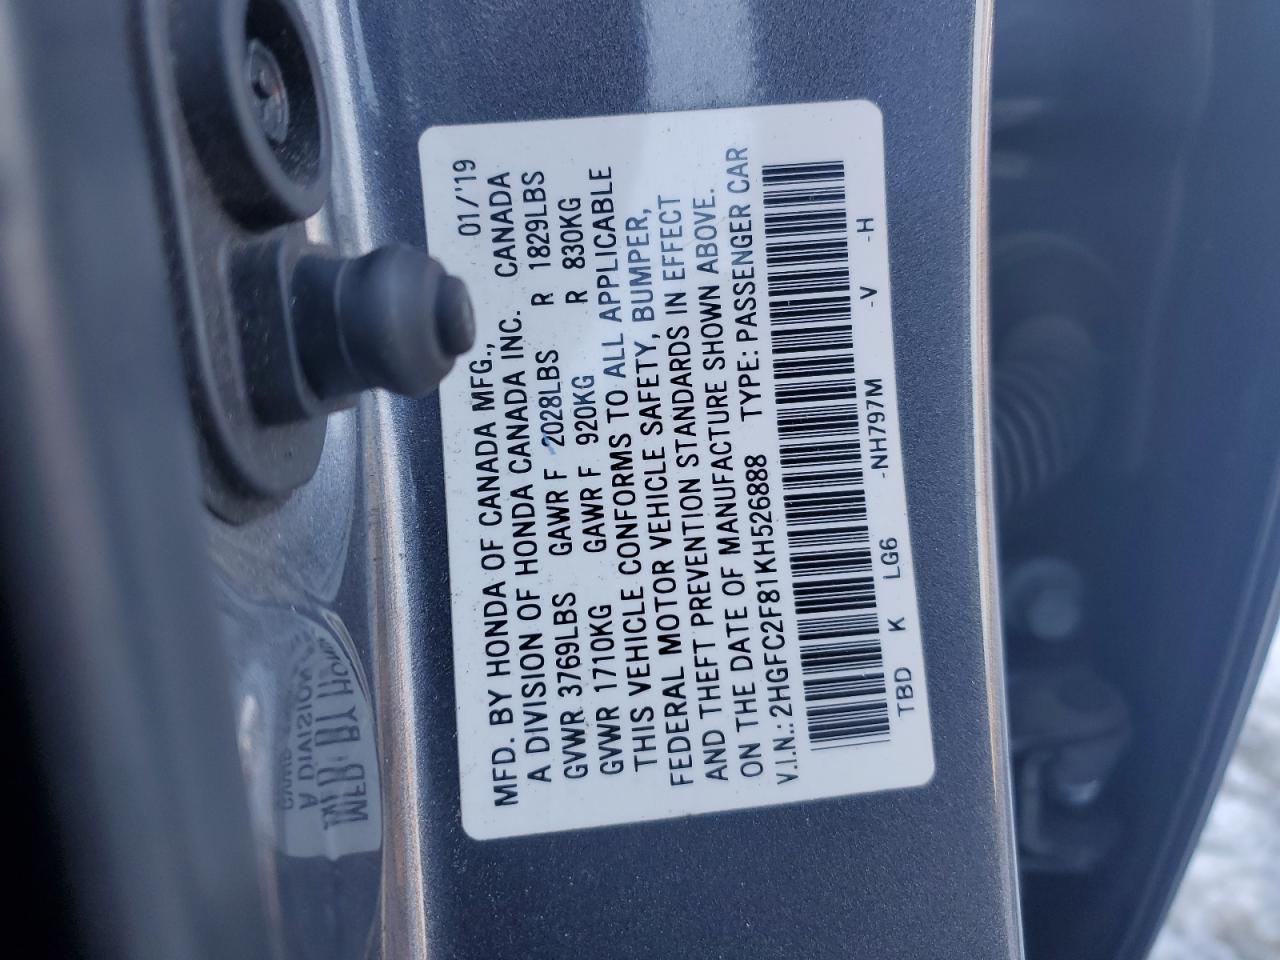 MFD. BY HONDA OF CANADA MFG., 01/'19
A DIVISION OF HONDA CANADA INC. CANADA
GVWR 3769LBS GAWR F 2028LBS R 1829LBS
GVWR 1710KG GAWR F 920KG R 830KG
THIS VEHICLE CONFORMS TO ALL APPLICABLE
FEDERAL MOTOR VEHICLE SAFETY, BUMPER,
AND THEFT PREVENTION STANDARDS IN EFFECT
ON THE DATE OF MANUFACTURE SHOWN ABOVE.
V.I.N.: 2HGFC2F81KH526888 TYPE: PASSENGER CAR
TBD K LG6 -NH797M -V -H